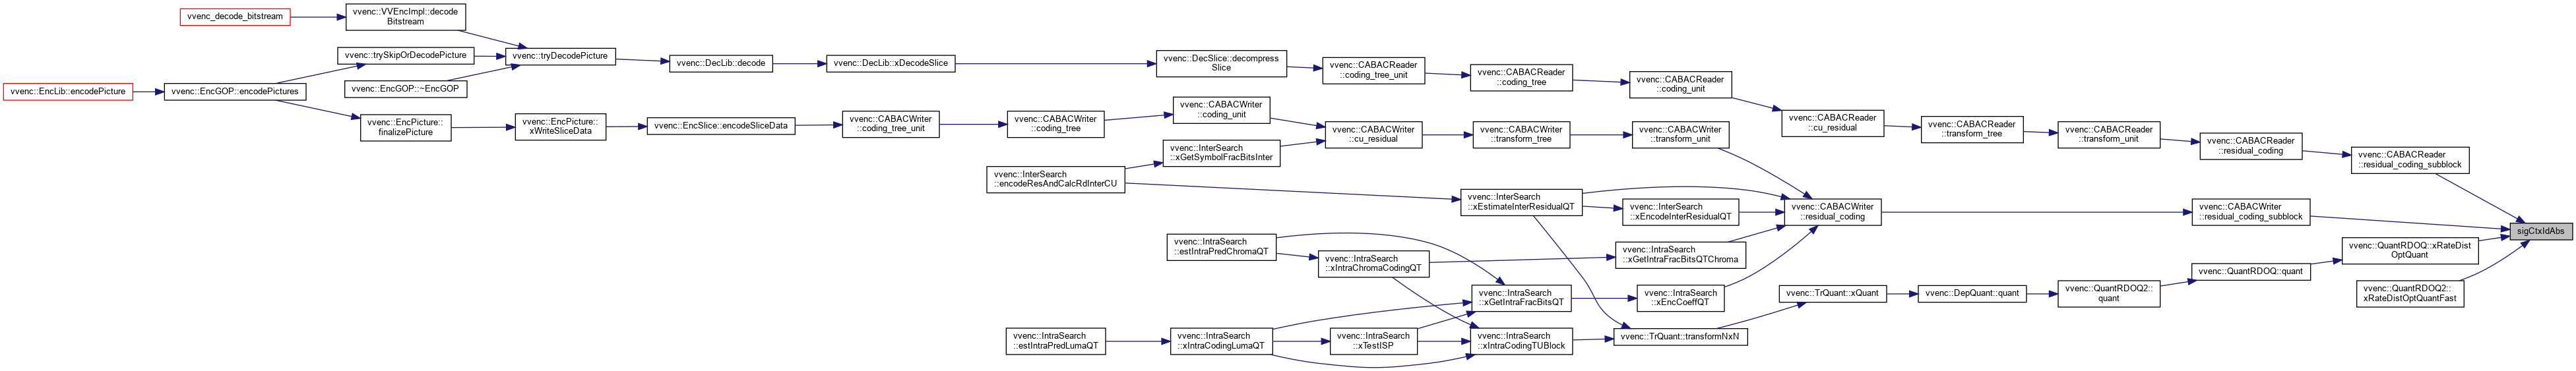 vvenc_decode_bitstream
vvenc::VVEncImpl::decode
Bitstream
vvenc::trySkipOrDecodePicture
vvenc::tryDecodePicture
vvenc::EncGOP::~EncGOP
vvenc::DecLib::decode
vvenc::DecLib::xDecodeSlice
vvenc::DecSlice::decompress
Slice
vvenc::CABACReader
::coding_tree_unit
vvenc::CABACReader
::coding_tree
vvenc::CABACReader
::coding_unit
vvenc::CABACReader
::cu_residual
vvenc::CABACReader
::transform_tree
vvenc::CABACReader
::transform_unit
vvenc::CABACReader
::residual_coding
vvenc::CABACReader
::residual_coding_subblock
vvenc::EncLib::encodePicture
vvenc::EncGOP::encodePictures
vvenc::EncPicture::
finalizePicture
vvenc::EncPicture::
xWriteSliceData
vvenc::EncSlice::encodeSliceData
vvenc::CABACWriter
::coding_tree_unit
vvenc::CABACWriter
::coding_tree
vvenc::CABACWriter
::coding_unit
vvenc::InterSearch
::xGetSymbolFracBitsInter
vvenc::InterSearch
::encodeResAndCalcRdInterCU
vvenc::CABACWriter
::cu_residual
vvenc::CABACWriter
::transform_tree
vvenc::CABACWriter
::transform_unit
vvenc::InterSearch
::xEstimateInterResidualQT
vvenc::InterSearch
::xEncodeInterResidualQT
vvenc::CABACWriter
::residual_coding
vvenc::CABACWriter
::residual_coding_subblock
sigCtxIdAbs
vvenc::IntraSearch
::estIntraPredChromaQT
vvenc::IntraSearch
::xIntraChromaCodingQT
vvenc::IntraSearch
::xGetIntraFracBitsQTChroma
vvenc::QuantRDOQ::xRateDist
OptQuant
vvenc::QuantRDOQ::quant
vvenc::QuantRDOQ2::
xRateDistOptQuantFast
vvenc::IntraSearch
::xGetIntraFracBitsQT
vvenc::IntraSearch
::xEncCoeffQT
vvenc::TrQuant::xQuant
vvenc::DepQuant::quant
vvenc::QuantRDOQ2::
quant
vvenc::IntraSearch
::estIntraPredLumaQT
vvenc::IntraSearch
::xIntraCodingLumaQT
vvenc::IntraSearch
::xTestISP
vvenc::IntraSearch
::xIntraCodingTUBlock
vvenc::TrQuant::transformNxN